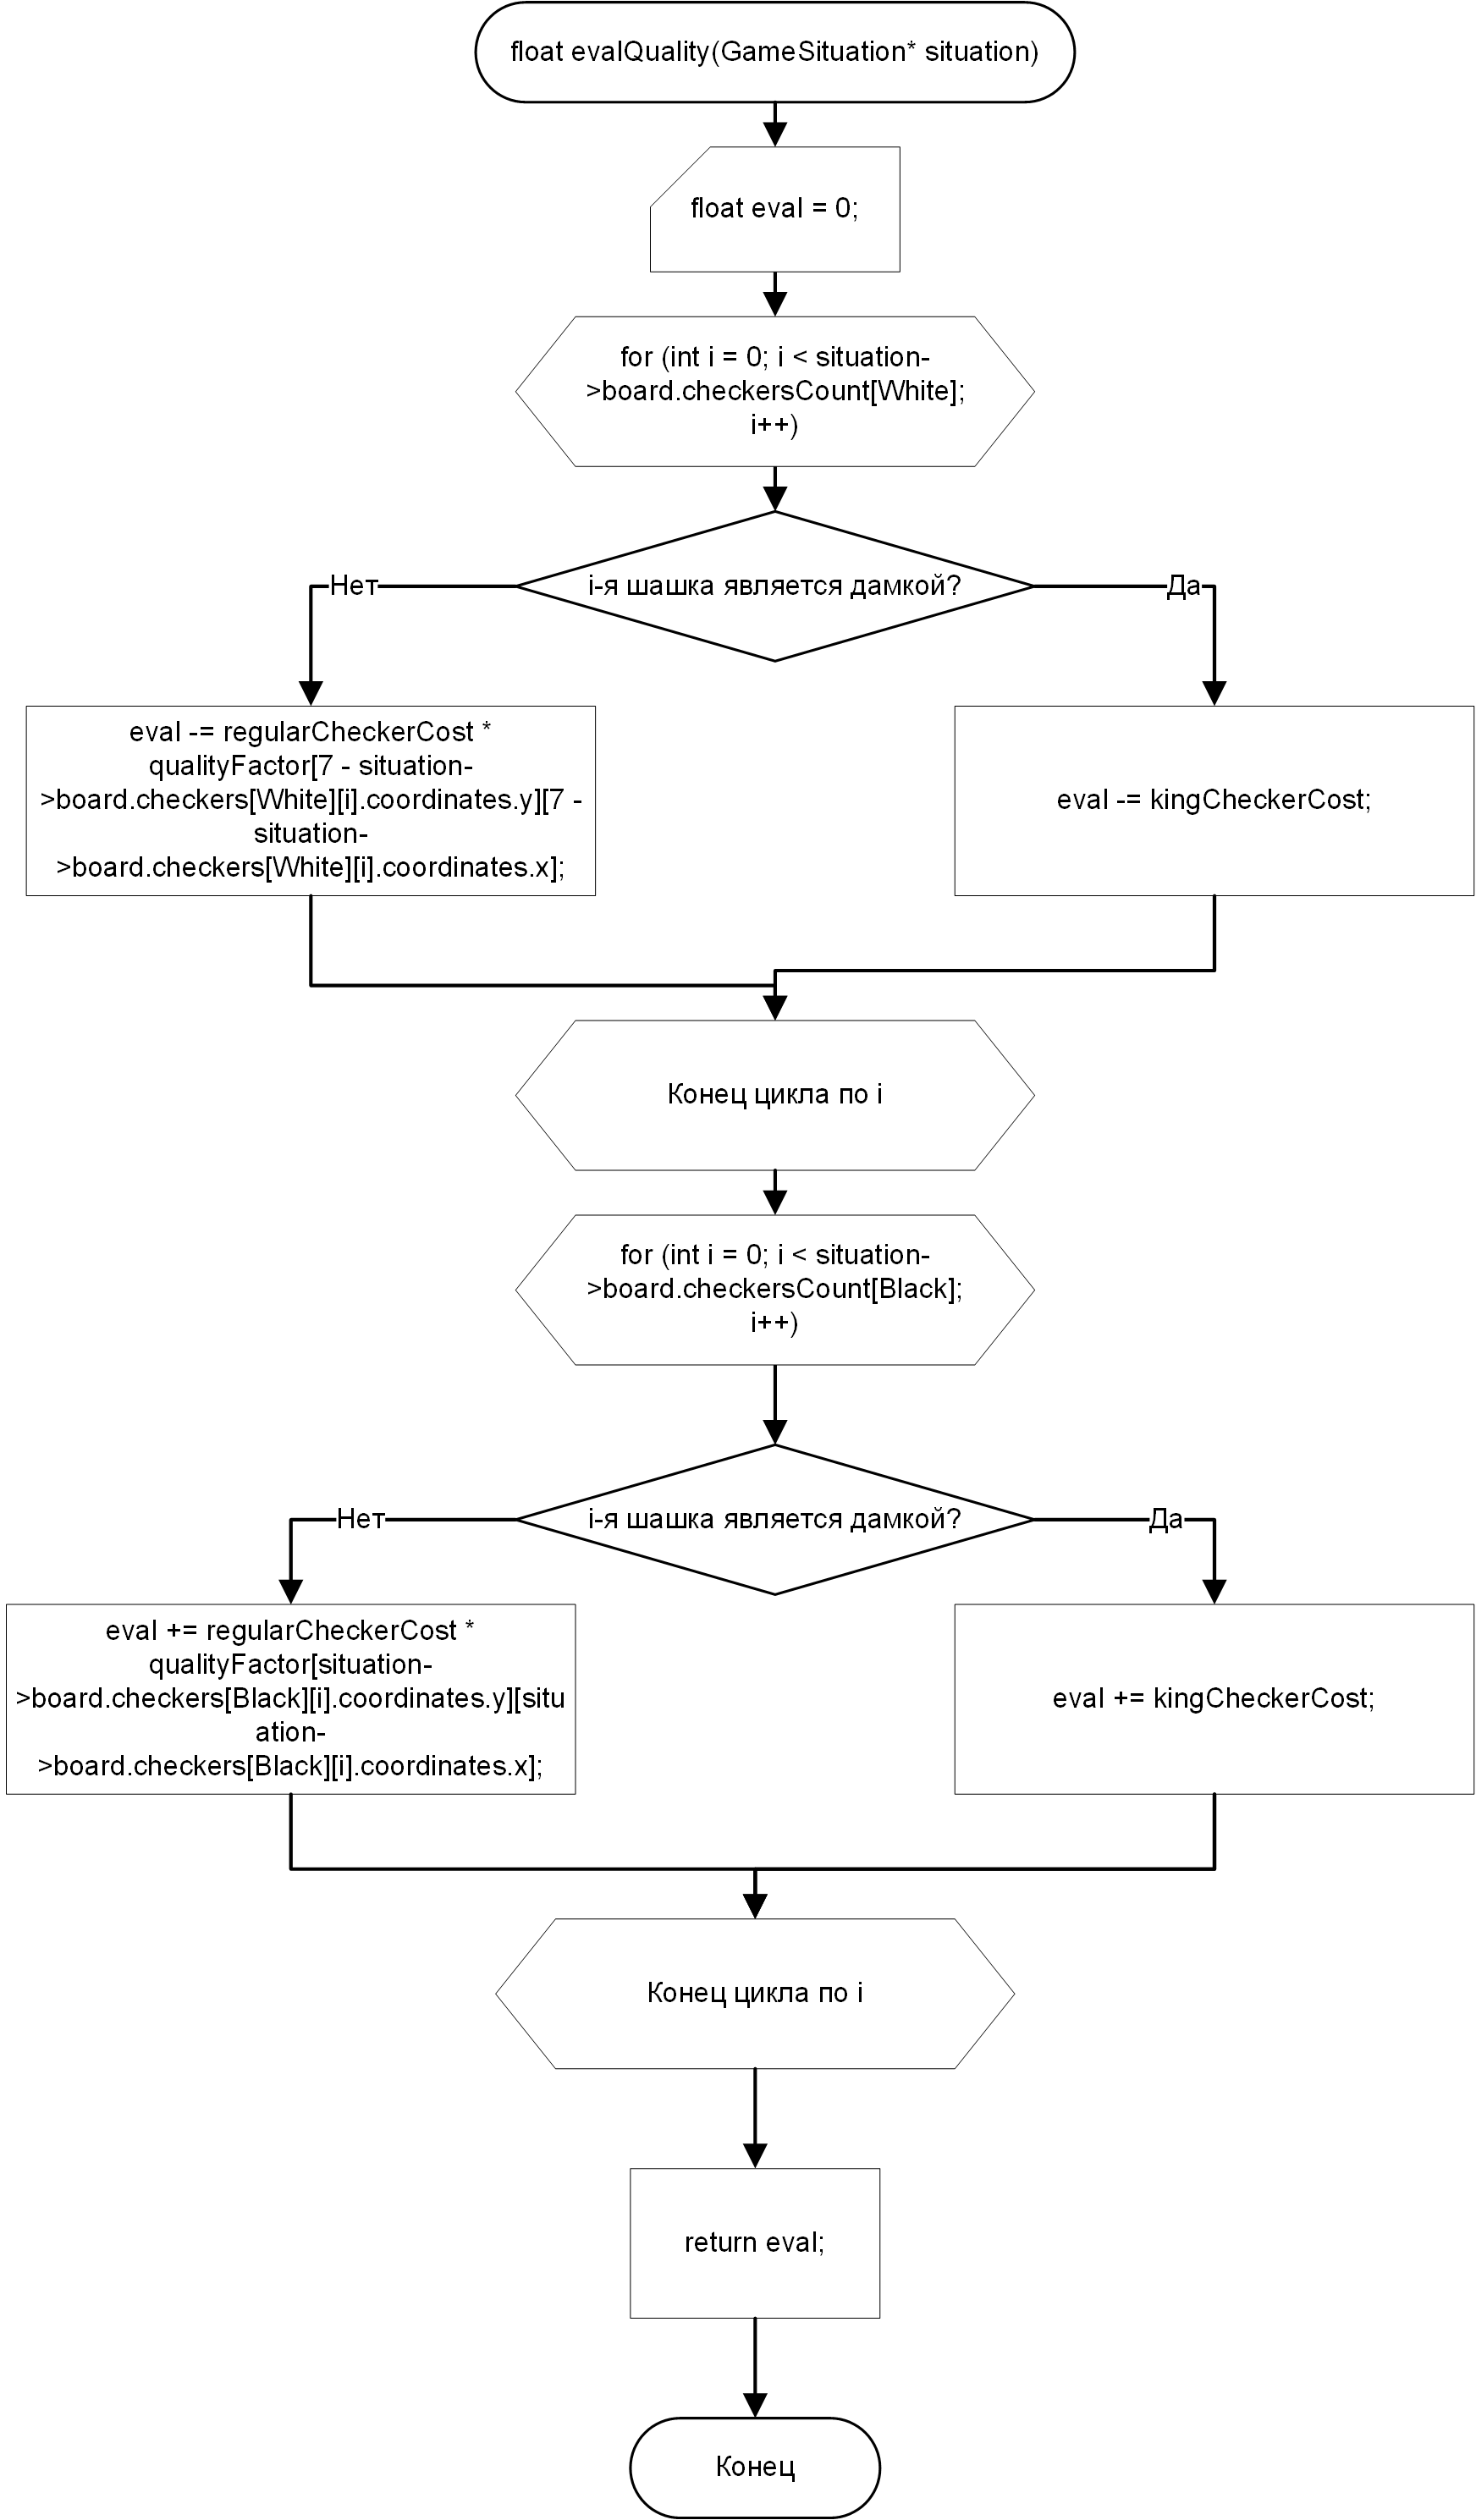 float evalQuality(GameSituation* situation)
float eval = 0;
for (int i = 0; i < situation-
>board.checkersCount[White];
i++)
i-я шашка является дамкой?
Нет
Да
eval -= regularCheckerCost *
qualityFactor[7 - situation-
>board.checkers[White][i].coordinates.y][7 -
situation-
>board.checkers[White][i].coordinates.x];
eval -= kingCheckerCost;
Конец цикла по i
for (int i = 0; i < situation-
>board.checkersCount[Black];
i++)
i-я шашка является дамкой?
Нет
Да
eval += regularCheckerCost *
qualityFactor[situation-
>board.checkers[Black][i].coordinates.y][situ
ation-
>board.checkers[Black][i].coordinates.x];
eval += kingCheckerCost;
Конец цикла по i
return eval;
Конец